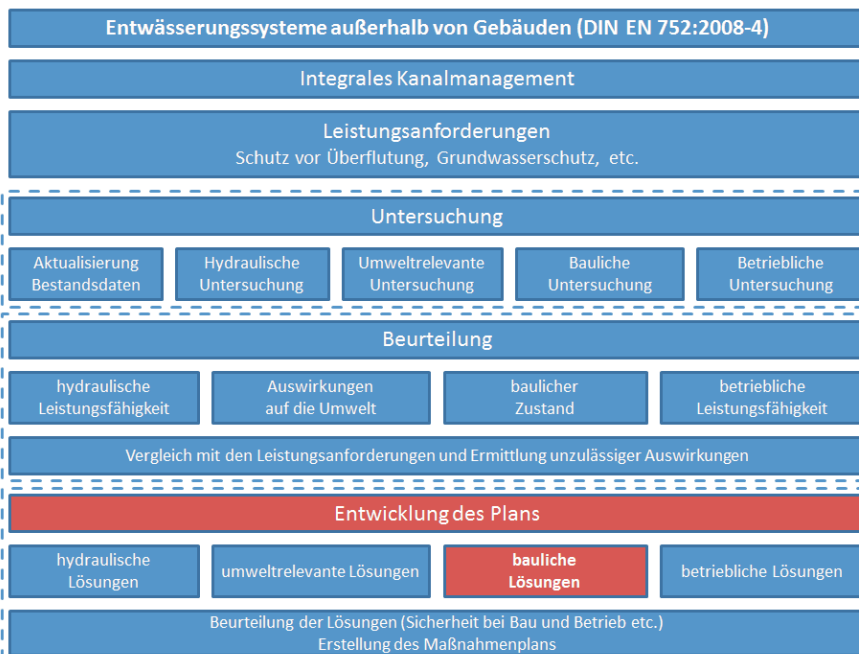 Entwässerungssysteme außerhalb von Gebäuden (DIN EN 752:2008-4)
Integrales Kanalmanagement
Leistungsanforderungen
Schutz vor Überflutung, Grundwasserschutz, etc.
Untersuchung
Aktualisierung
Bestandsdaten
Hydraulische
Untersuchung
Umweltrelevante
Untersuchung
Bauliche
Untersuchung
Betriebliche
Untersuchung
Beurteilung
hydraulische
Leistungsfähigkeit
Auswirkungen
auf die Umwelt
baulicher
Zustand
betriebliche
Leistungsfähigkeit
Vergleich mit den Leistungsanforderungen und Ermittlung unzulässiger Auswirkungen
Entwicklung des Plans
hydraulische
Lösungen
umweltrelevante Lösungen
bauliche
Lösungen
betriebliche Lösungen
Beurteilung der Lösungen (Sicherheit bei Bau und Betrieb etc.)
Erstellung des Maßnahmenplans